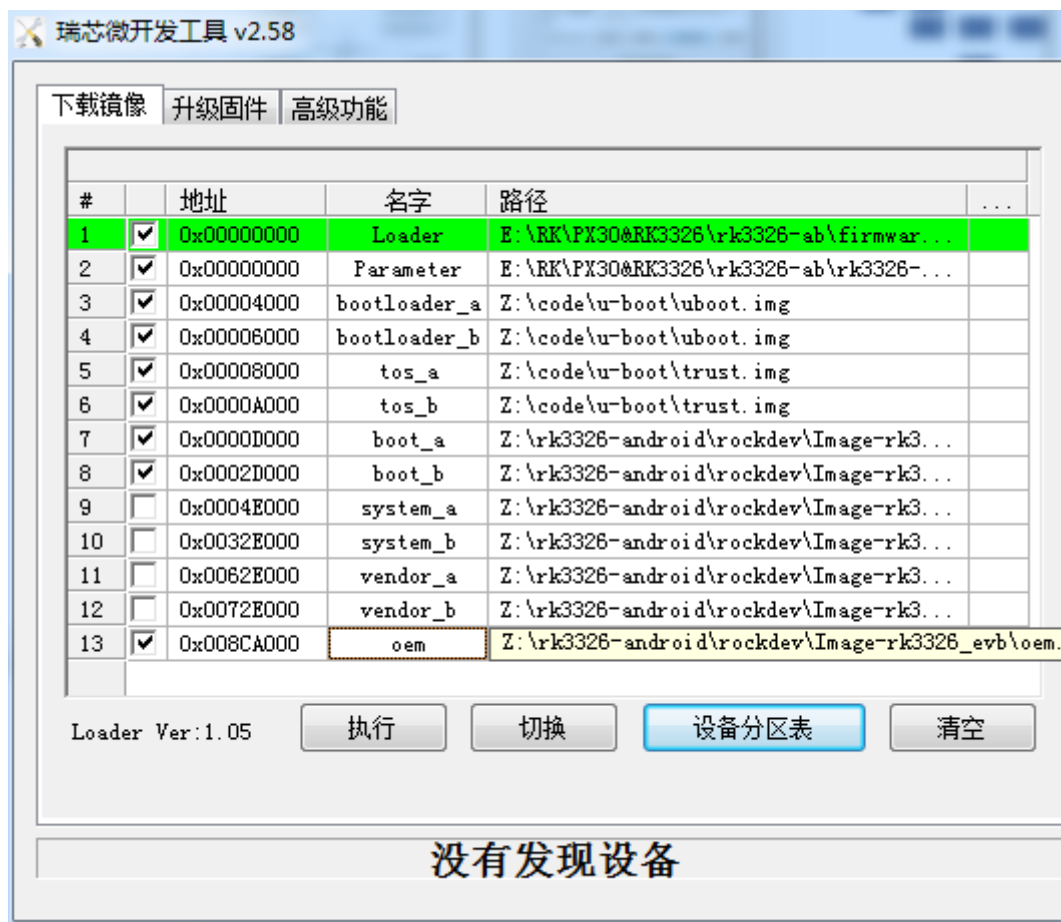 瑞芯微开发工具 v2.58
下载镜像 升级固件 高级功能
# 地址 名字 路径 ...
1 0x00000000 Loader E:\RK\PX30&RK3326\rk3326-ab\firmwar...
2 0x00000000 Parameter E:\RK\PX30&RK3326\rk3326-ab\rk3326-...
3 0x00004000 bootloader_a Z:\code\u-boot\uboot.img
4 0x00006000 bootloader_b Z:\code\u-boot\uboot.img
5 0x00008000 tos_a Z:\code\u-boot\trust.img
6 0x0000A000 tos_b Z:\code\u-boot\trust.img
7 0x0000D000 boot_a Z:\rk3326-android\rockdev\Image-rk3...
8 0x0002D000 boot_b Z:\rk3326-android\rockdev\Image-rk3...
9 0x0004E000 system_a Z:\rk3326-android\rockdev\Image-rk3...
10 0x0032E000 system_b Z:\rk3326-android\rockdev\Image-rk3...
11 0x0062E000 vendor_a Z:\rk3326-android\rockdev\Image-rk3...
12 0x0072E000 vendor_b Z:\rk3326-android\rockdev\Image-rk3...
13 0x008CA000 oem Z:\rk3326-android\rockdev\Image-rk3326_evb\oem.
Loader Ver:1.05 执行 切换 设备分区表 清空
没有发现设备